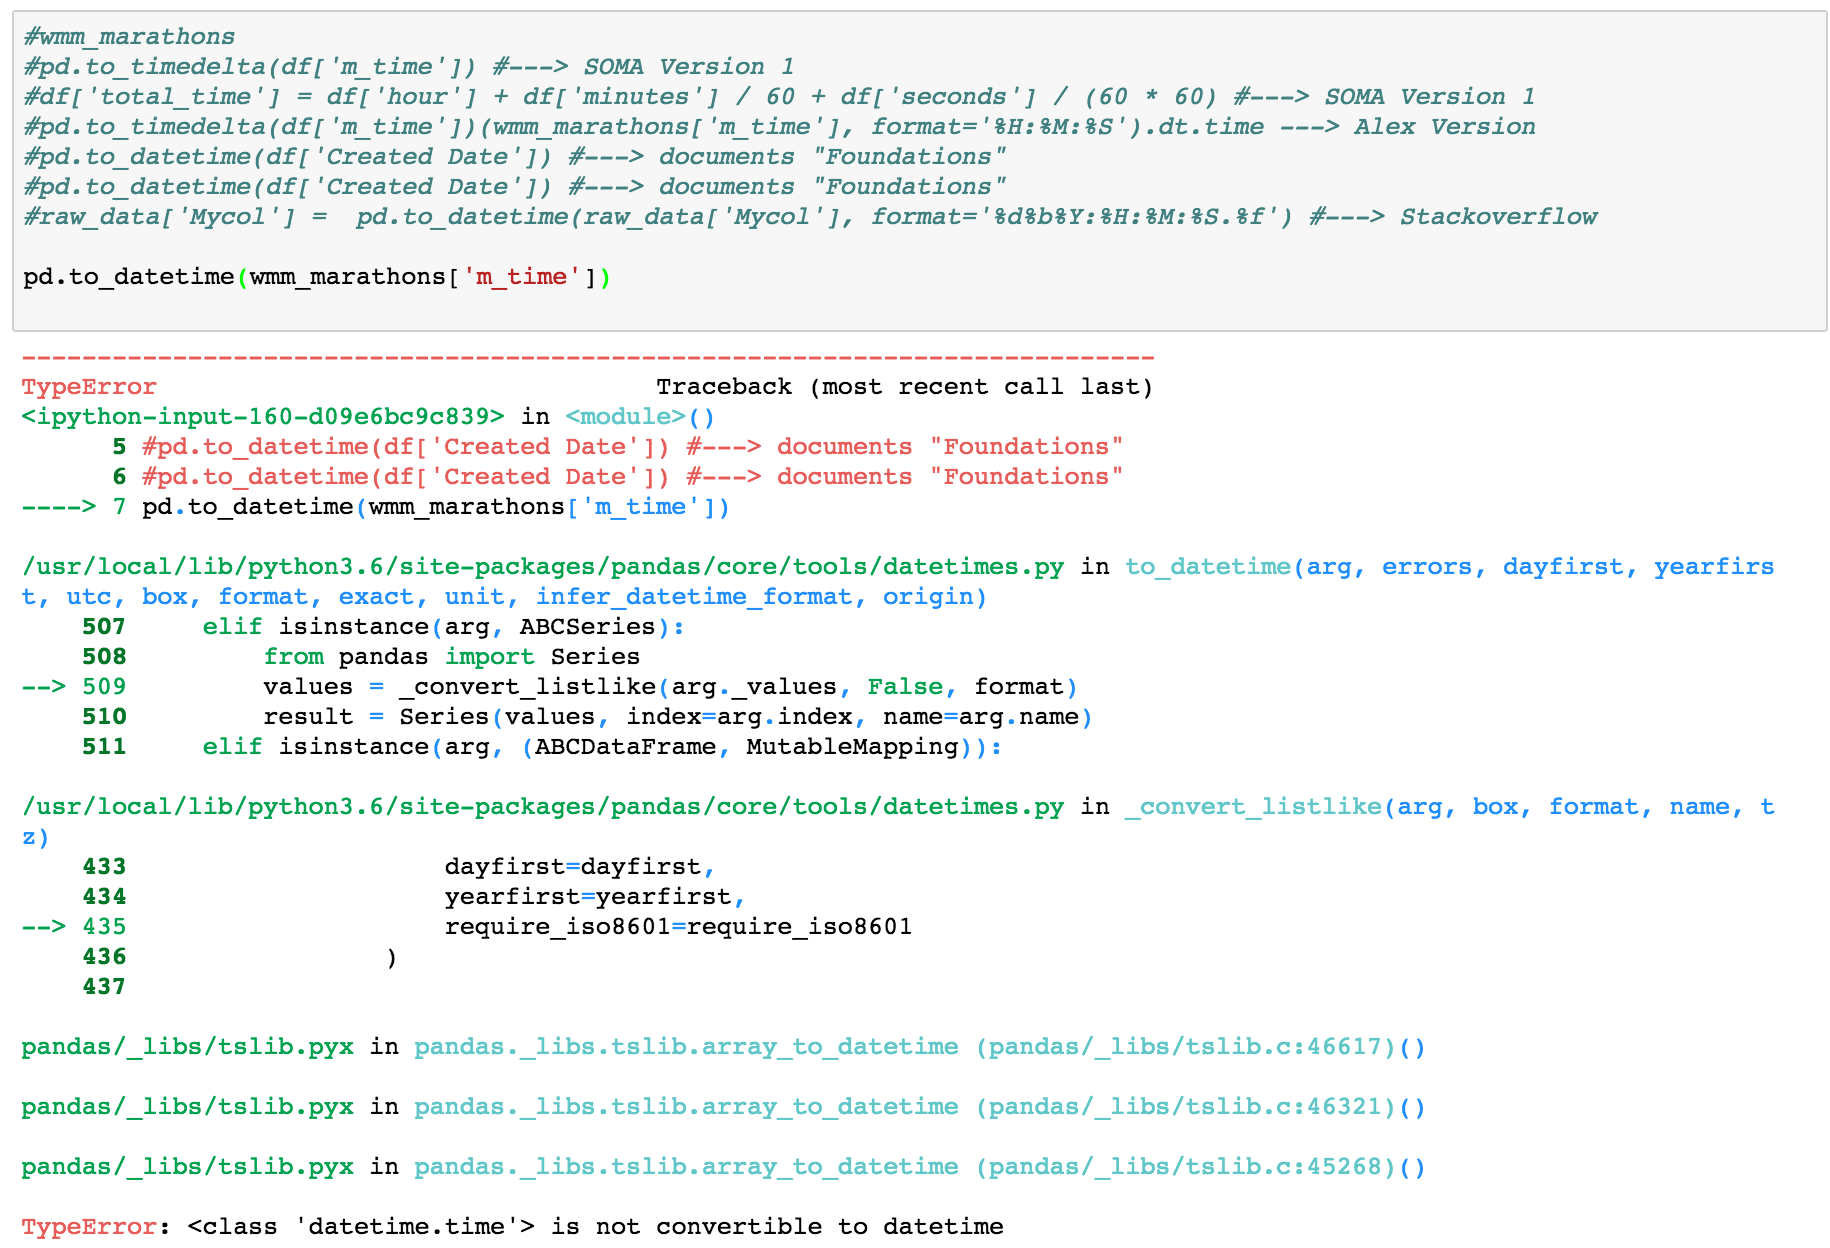 #wmm_marathons
#pd.to_timedelta(df['m_time']) #---> SOMA Version 1
#df['total_time'] = df['hour'] + df['minutes'] / 60 + df['seconds'] / (60 * 60) #---> SOMA Version 1
#pd.to_timedelta(df['m_time'])(wmm_marathons['m_time'], format='%H:%M:%S').dt.time ---> Alex Version
#pd.to_datetime(df['Created Date']) #---> documents "Foundations"
#pd.to_datetime(df['Created Date']) #---> documents "Foundations"
#raw_data['Mycol'] =  pd.to_datetime(raw_data['Mycol'], format='%d%b%Y:%H:%M:%S.%f') #---> Stackoverflow
pd.to_datetime(wmm_marathons['m_time'])
---------------------------------------------------------------------------
TypeError                                 Traceback (most recent call last)
<ipython-input-160-d09e6bc9c839> in <module>()
      5 #pd.to_datetime(df['Created Date']) #---> documents "Foundations"
      6 #pd.to_datetime(df['Created Date']) #---> documents "Foundations"
----> 7 pd.to_datetime(wmm_marathons['m_time'])
/usr/local/lib/python3.6/site-packages/pandas/core/tools/datetimes.py in to_datetime(arg, errors, dayfirst, yearfirs
t, utc, box, format, exact, unit, infer_datetime_format, origin)
    507     elif isinstance(arg, ABCSeries):
    508         from pandas import Series
--> 509         values = _convert_listlike(arg._values, False, format)
    510         result = Series(values, index=arg.index, name=arg.name)
    511     elif isinstance(arg, (ABCDataFrame, MutableMapping)):
/usr/local/lib/python3.6/site-packages/pandas/core/tools/datetimes.py in _convert_listlike(arg, box, format, name, t
z)
    433                     dayfirst=dayfirst,
    434                     yearfirst=yearfirst,
--> 435                     require_iso8601=require_iso8601
    436                 )
    437
pandas/_libs/tslib.pyx in pandas._libs.tslib.array_to_datetime (pandas/_libs/tslib.c:46617)()
pandas/_libs/tslib.pyx in pandas._libs.tslib.array_to_datetime (pandas/_libs/tslib.c:46321)()
pandas/_libs/tslib.pyx in pandas._libs.tslib.array_to_datetime (pandas/_libs/tslib.c:45268)()
TypeError: <class 'datetime.time'> is not convertible to datetime